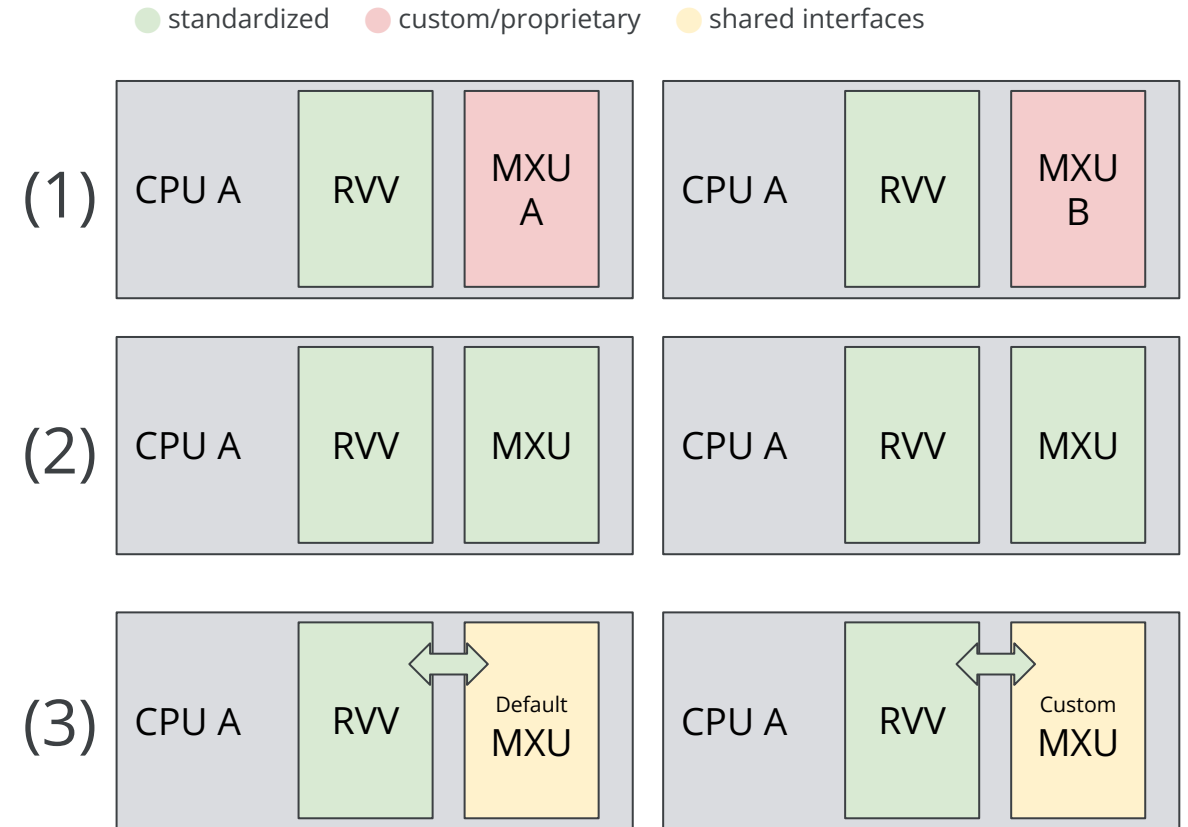 standardized custom/proprietary shared interfaces
(1) CPU A RVV MXU A CPU A RVV MXU B
(2) CPU A RVV MXU CPU A RVV MXU
(3) CPU A RVV Default MXU CPU A RVV Custom MXU